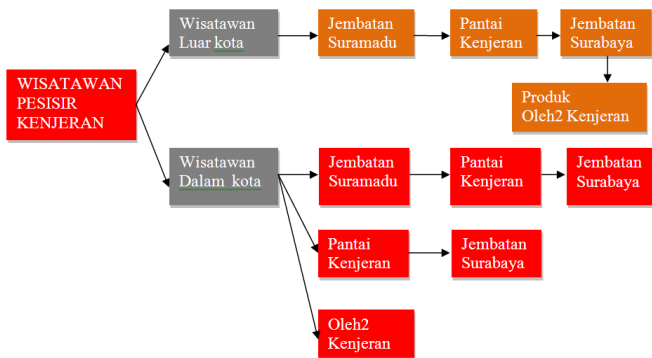 WISATAWAN
PESISIR
KENJERAN
Wisatawan
Luar kota
Jembatan
Suramadu
Pantai
Kenjeran
Jembatan
Surabaya
Produk
Oleh2 Kenjeran
Wisatawan
Dalam kota
Jembatan
Suramadu
Pantai
Kenjeran
Jembatan
Surabaya
Pantai
Kenjeran
Jembatan
Surabaya
Oleh2
Kenjeran